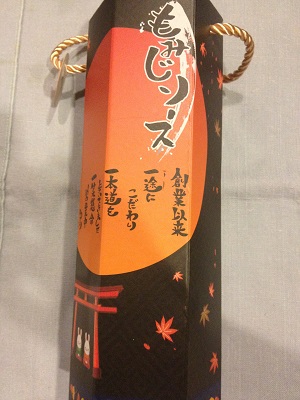 もみじソース
創業以来
一途に
こだわり
一本道を